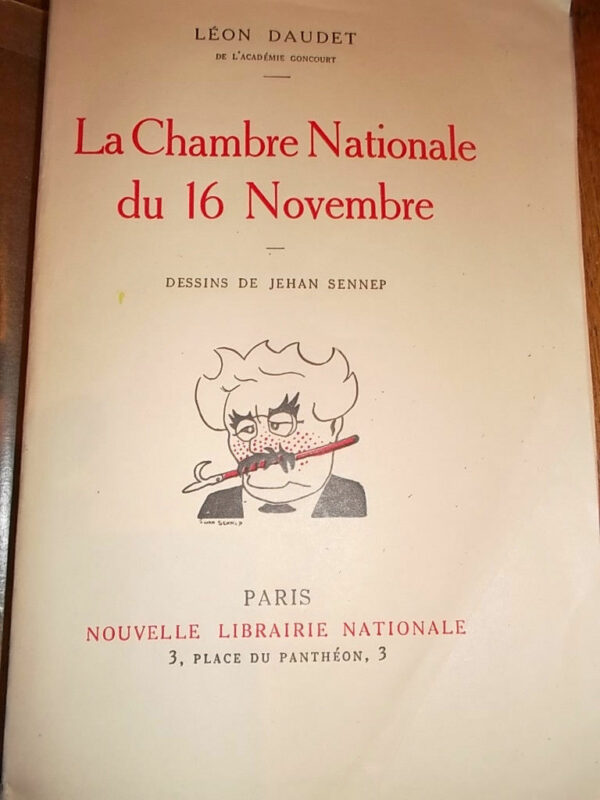 LÉON DAUDET
DE L'ACADÉMIE GONCOURT
La Chambre Nationale
du 16 Novembre
DESSINS DE JEHAN SENNEP
SENNEP
PARIS
NOUVELLE LIBRAIRIE NATIONALE
3, PLACE DU PANTHÉON, 3